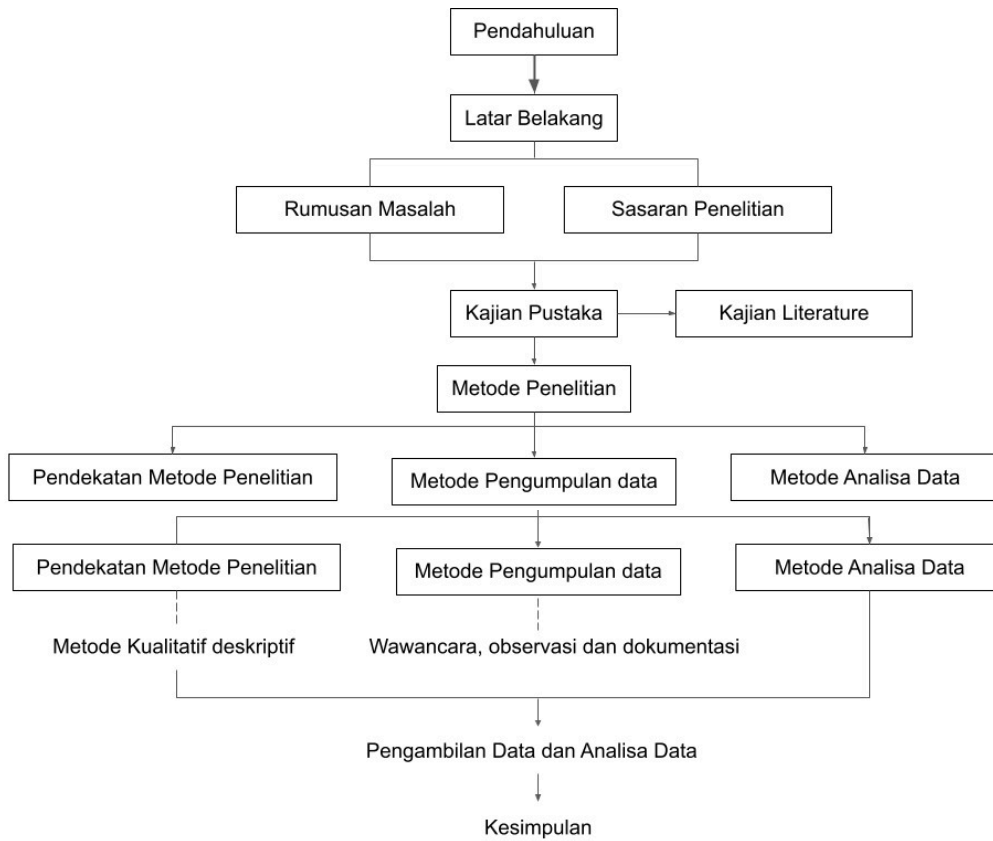 Pendahuluan
Latar Belakang
Rumusan Masalah
Sasaran Penelitian
Kajian Pustaka
Kajian Literature
Metode Penelitian
Pendekatan Metode Penelitian
Metode Pengumpulan data
Metode Analisa Data
Pendekatan Metode Penelitian
Metode Pengumpulan data
Metode Analisa Data
Metode Kualitatif deskriptif
Wawancara, observasi dan dokumentasi
Pengambilan Data dan Analisa Data
Kesimpulan